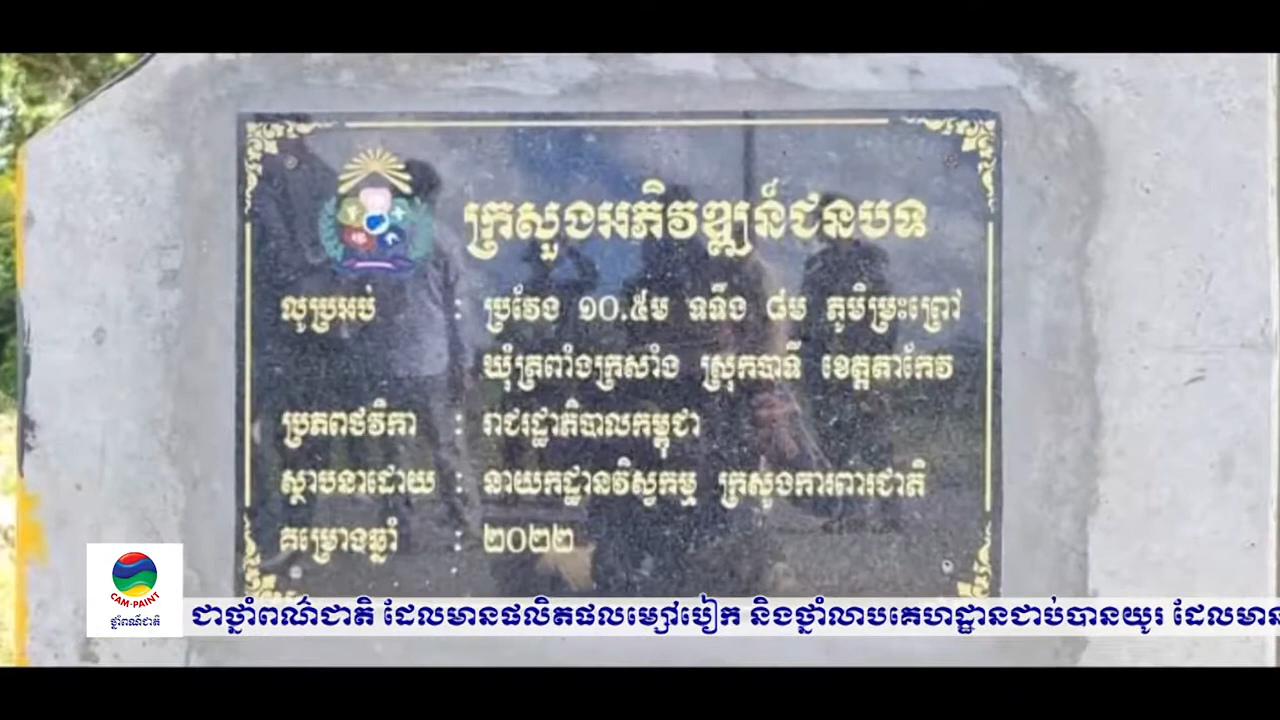 ក្រសួងអភិវឌ្ឍន៍ជនបទ
លូប្រអប់ : ប្រវែង ១០.៥ម ទទឹង ៨ម ភូមិម្រះព្រៅ
ឃុំត្រពាំងក្រសាំង ស្រុកបាទី ខេត្តតាកែវ
ប្រភពថវិកា : រាជរដ្ឋាភិបាលកម្ពុជា
ស្ថាបនាដោយ : នាយកដ្ឋានវិស្វកម្ម ក្រសួងការពារជាតិ
គម្រោងឆ្នាំ : ២០២២
CAM-PAINT
ថ្នាំពណ៌ជាតិ
ជាថ្នាំពណ៌ជាតិ ដែលមានផលិតផលម្សៅបៀក និងថ្នាំលាបគេហដ្ឋានជាប់បានយូរ ដែលមាន